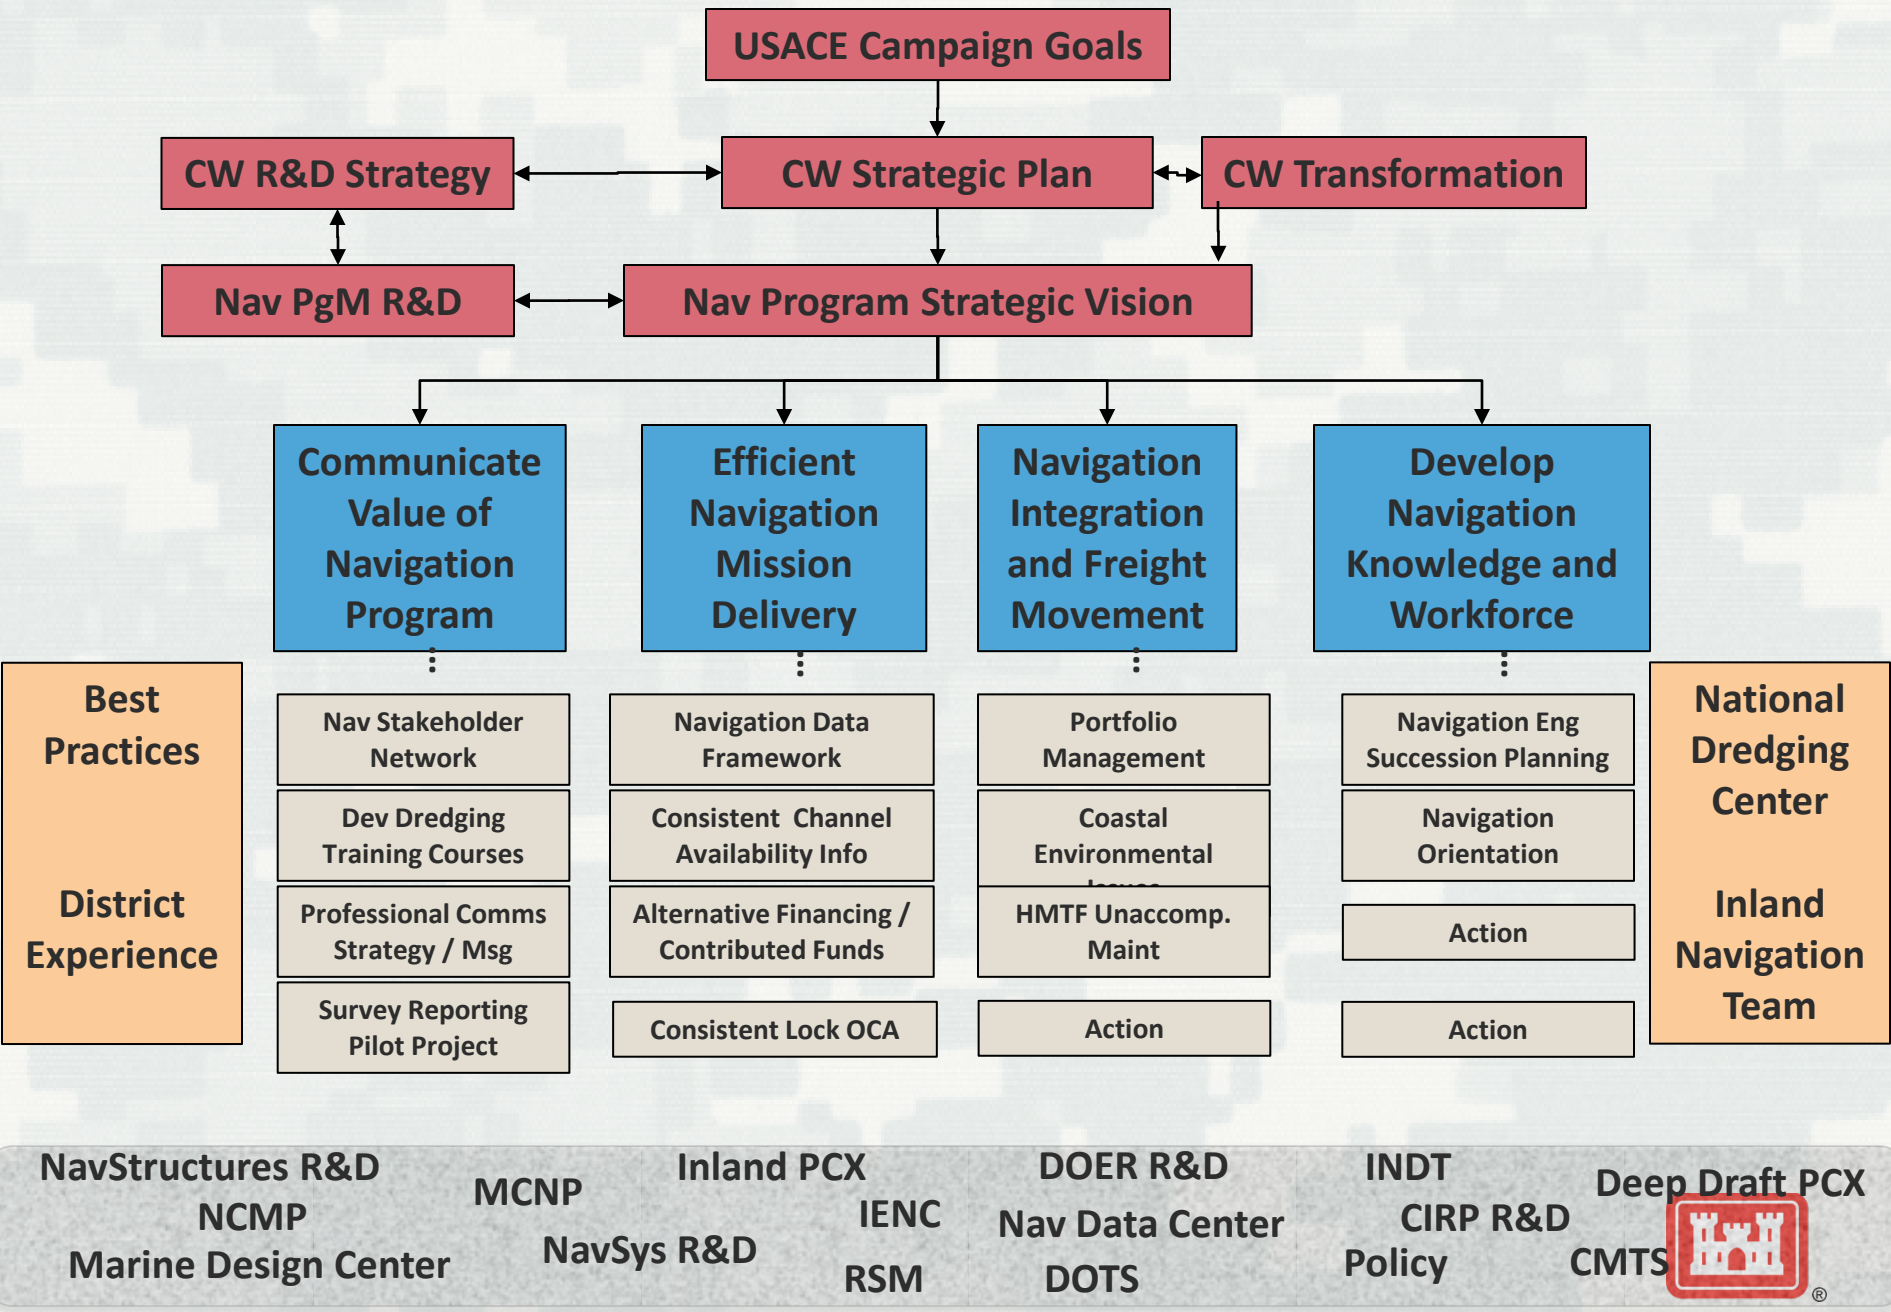 USACE Campaign Goals
CW R&D Strategy
CW Strategic Plan
CW Transformation
Nav PgM R&D
Nav Program Strategic Vision
Communicate
Value of
Navigation
Program
Efficient
Navigation
Mission
Delivery
Navigation
Integration
and Freight
Movement
Develop
Navigation
Knowledge and
Workforce
Best
Practices
District
Experience
Nav Stakeholder
Network
Dev Dredging
Training Courses
Professional Comms
Strategy / Msg
Survey Reporting
Pilot Project
Navigation Data
Framework
Consistent Channel
Availability Info
Alternative Financing /
Contributed Funds
Consistent Lock OCA
Portfolio
Management
Coastal
Environmental
HMTF Unaccomp.
Maint
Action
Navigation Eng
Succession Planning
Navigation
Orientation
Action
Action
National
Dredging
Center
Inland
Navigation
Team
NavStructures R&D
NCMP
Marine Design Center
MCNP
NavSys R&D
Inland PCX
IENC
RSM
DOER R&D
Nav Data Center
DOTS
INDT
CIRP R&D
Policy
Deep Draft PCX
CMTS
®